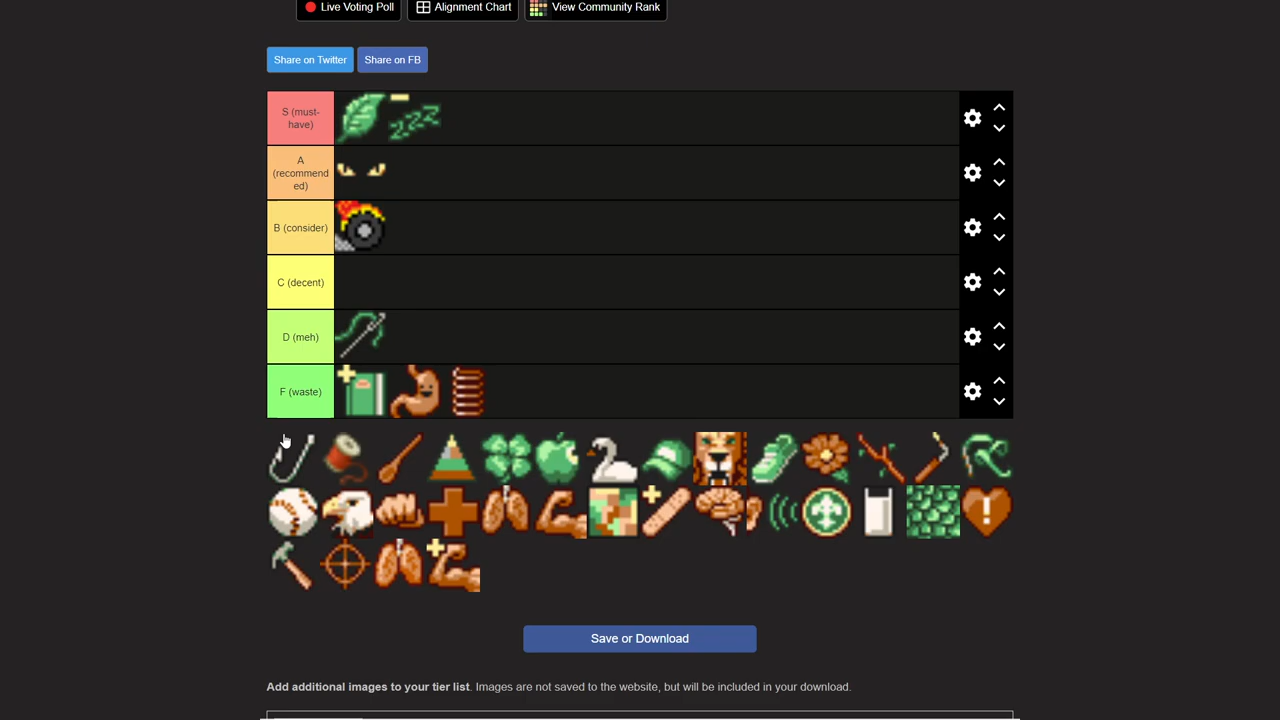 Live Voting Poll
Alignment Chart
View Community Rank
Share on Twitter
Share on FB
S (must-
have)
A
(recommend
ed)
B (consider)
C (decent)
D (meh)
F (waste)
Save or Download
Add additional images to your tier list. Images are not saved to the website, but will be included in your download.